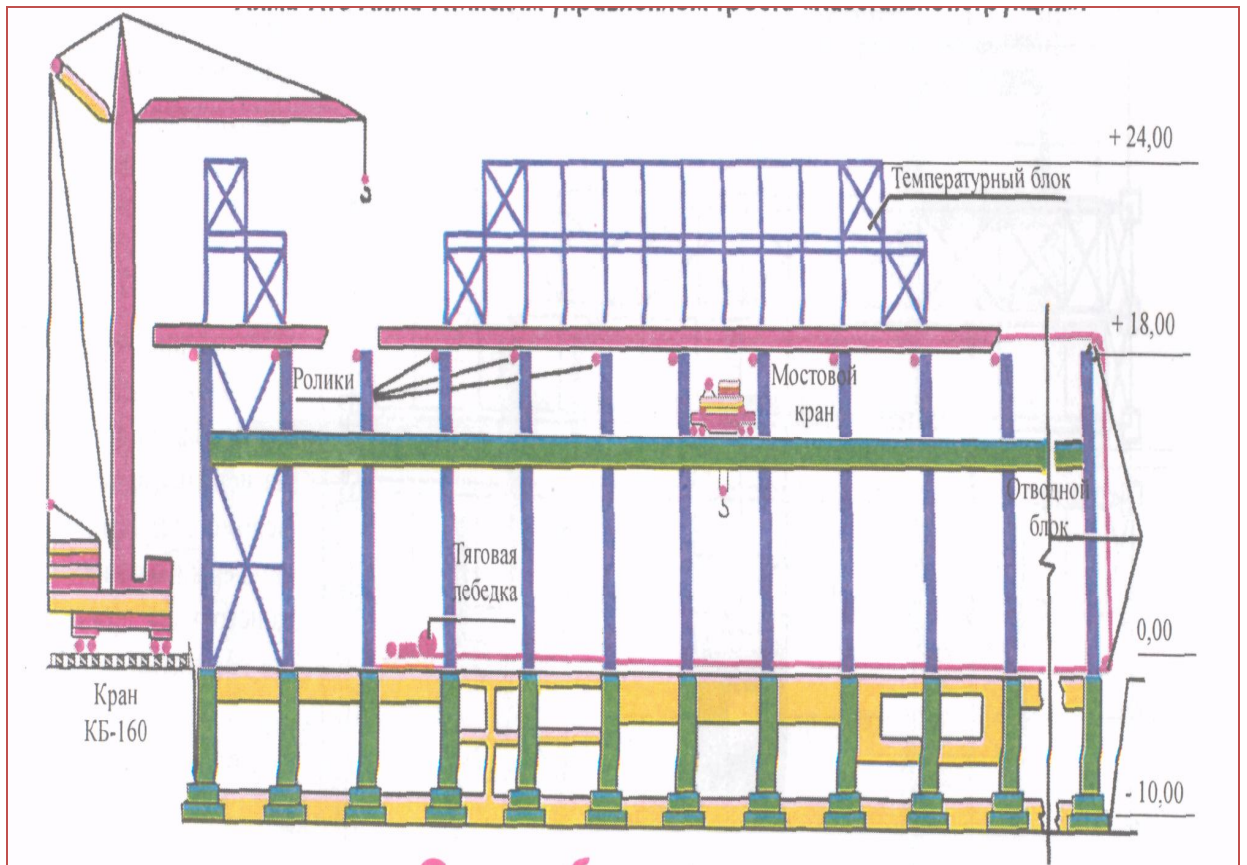 + 24,00
Температурный блок
+ 18,00
Ролики
Мостовой
кран
Отводной
блок
Тяговая
лебедка
0,00
Кран
КБ-160
- 10,00